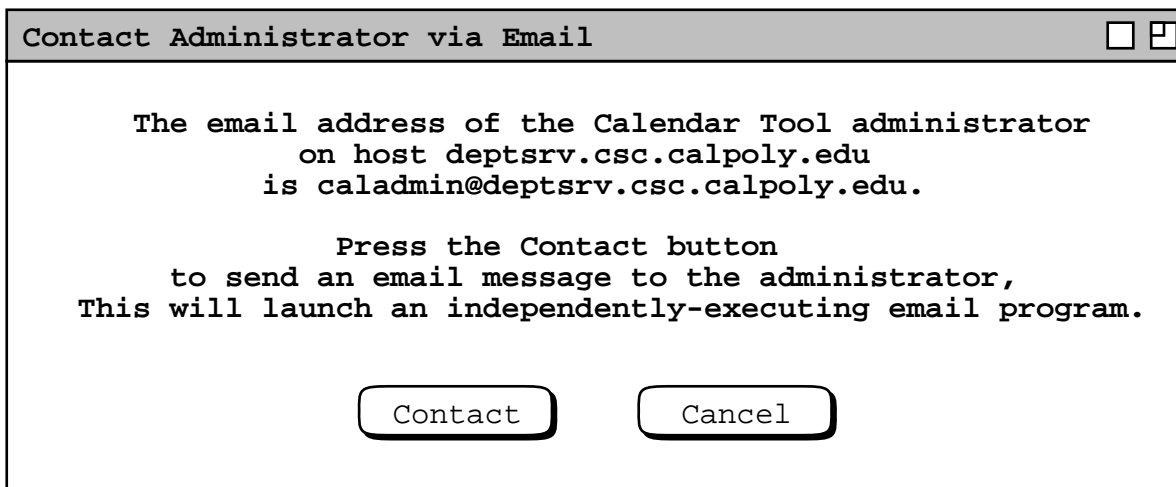 Contact Administrator via Email
The email address of the Calendar Tool administrator
on host deptsrv.csc.calpoly.edu
is caladmin@deptsrv.csc.calpoly.edu.
Press the Contact button
to send an email message to the administrator,
This will launch an independently-executing email program.
Contact Cancel